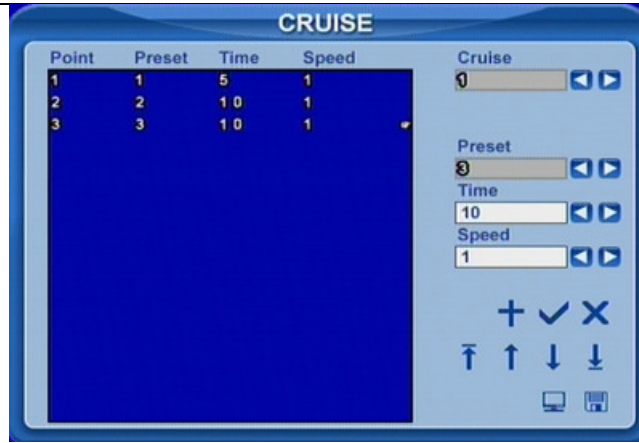 CRUISE
Point Preset Time Speed
1 1 5 1
2 2 10 1
3 3 10 1
Cruise
1
Preset
3
Time
10
Speed
1